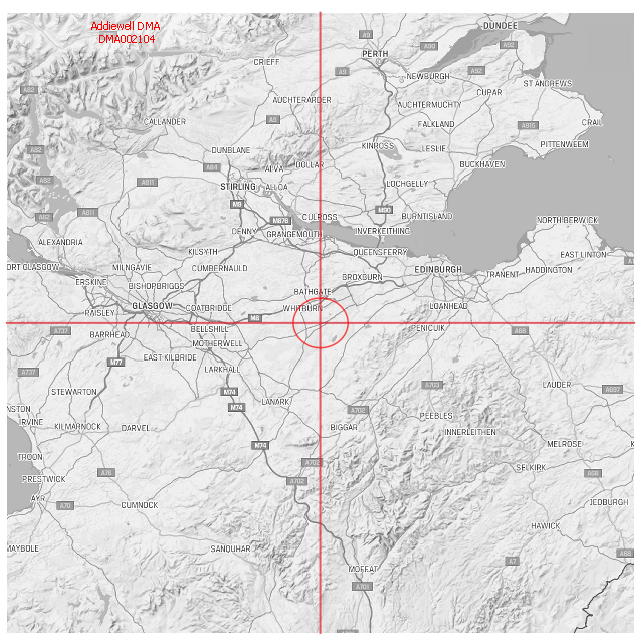 Addiewell DMA
DMA002104
DUNDEE
A9
PERTH
A90
A92
CRIEFF
A9
NEWBURGH
A92
ST ANDREWS
CUPAR
A82
AUCHTERARDER
AUCHTERMUCHTY
CALLANDER
A9
FALKLAND
A915
CRAIL
A82
DUNBLANE
KINROSS
LESLIE
PITTENWEEM
A84
ALVA
DOLLAR
BUCKHAVEN
A82
A811
STIRLING
ALLOA
LOCHGELLY
M9
M90
A82
A811
M876
CULROSS
BURNTISLAND
NORTH BERWICK
DENNY
GRANGEMOUTH
INVERKEITHING
ALEXANDRIA
KILSYTH
QUEENSFERRY
EAST LINTON
ORT GLASGOW
MILNGAVIE
CUMBERNAULD
EDINBURGH
HADDINGTON
BROXBURN
TRANENT
ERSKINE
BISHOPBRIGGS
BATHGATE
GLASGOW
COATBRIDGE
WHITBURN
LOANHEAD
PAISLEY
M8
A737
BELLSHILL
PENICUIK
A68
BARRHEAD
MOTHERWELL
EAST KILBRIDE
M77
LARKHALL
A737
A703
LAUDER
A697
STEWARTON
M74
LANARK
NSTON
M74
A702
IRVINE
PEEBLES
KILMARNOCK
DARVEL
BIGGAR
INNERLEITHEN
M74
MELROSE
K
TROON
A702
SELKIRK
PRESTWICK
A76
A702
A68
AYR
A70
CUMNOCK
JEDBURGH
HAWICK
MAYBOLE
SANQUHAR
A68
A7
MOFFAT
A701